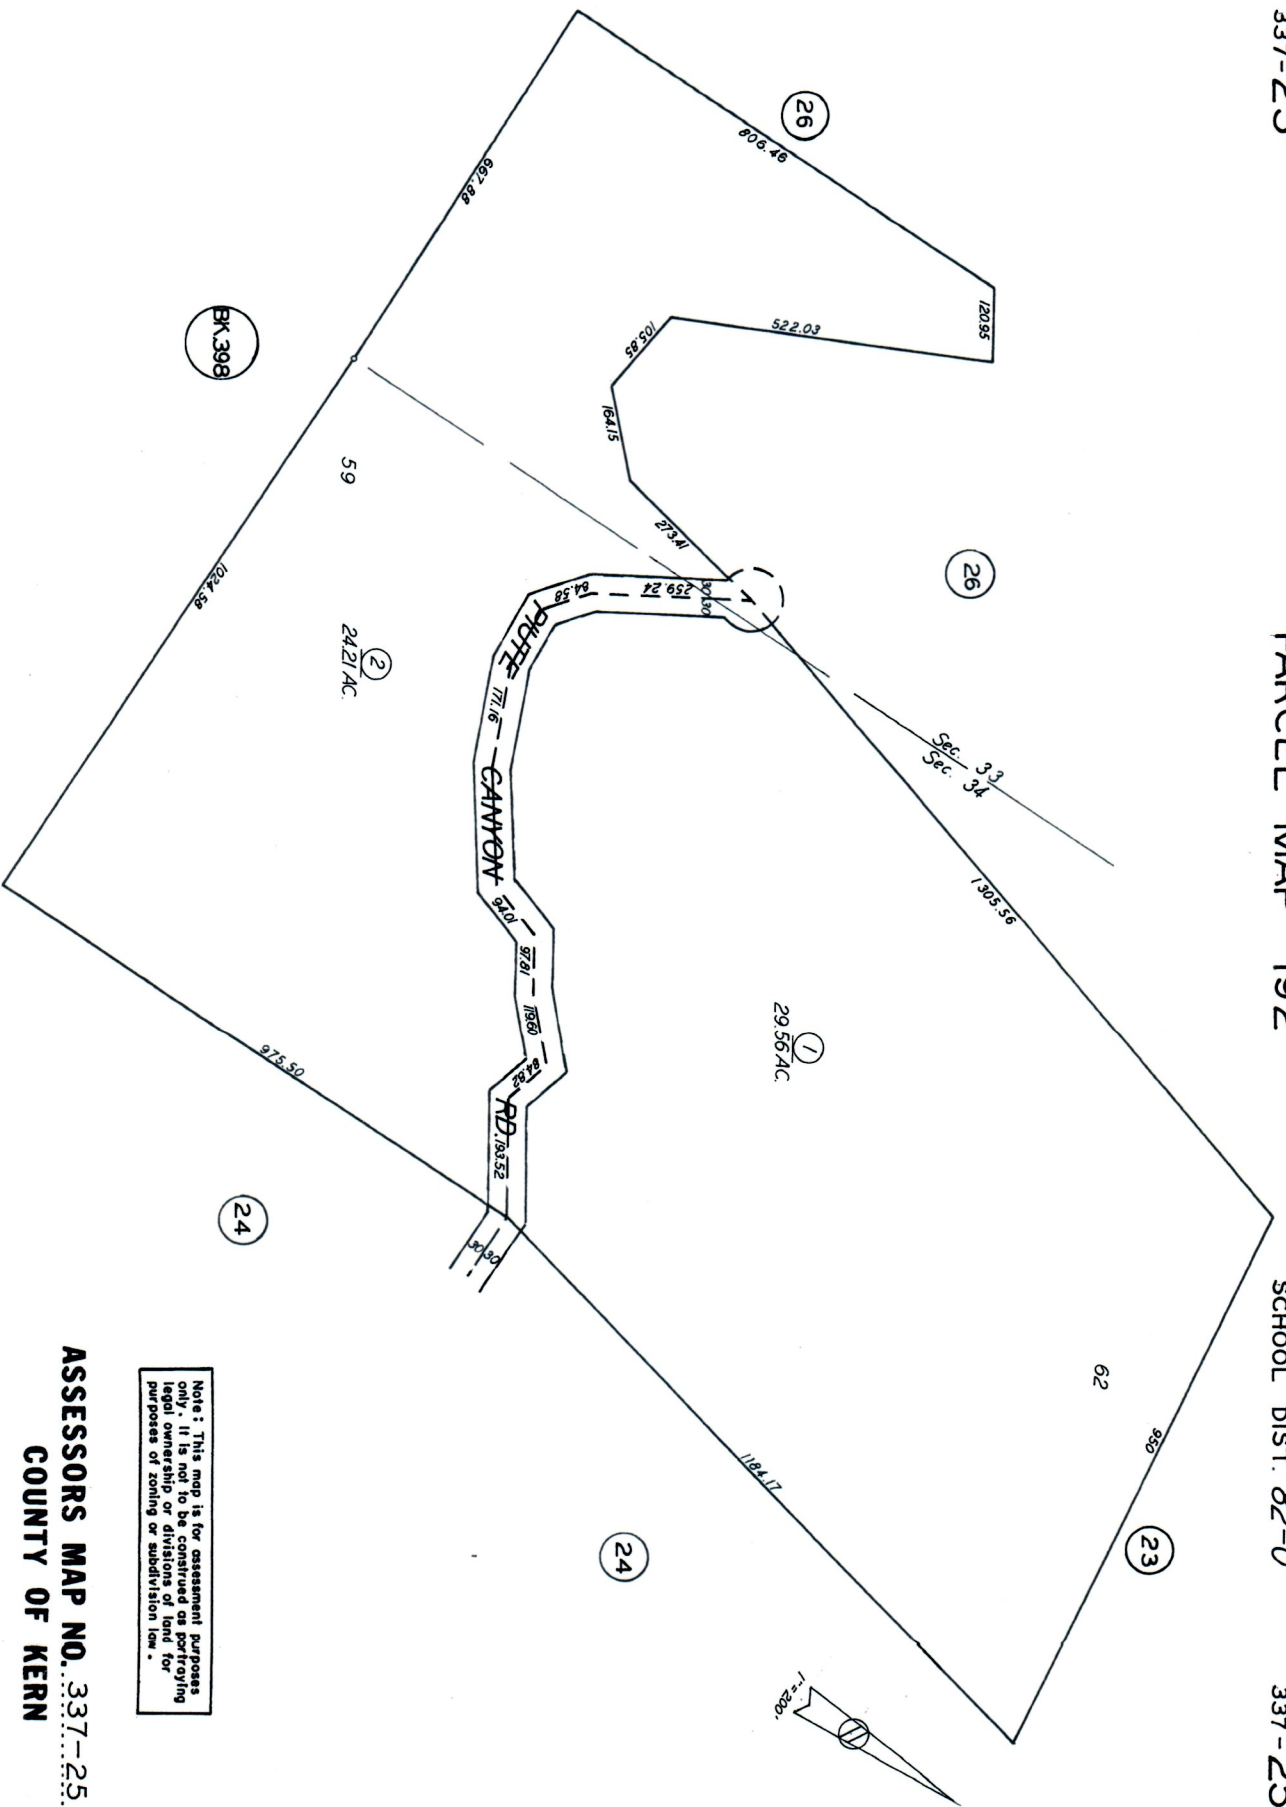 337-25
PARCEL MAP 192
SCHOOL DIST. 62-0
337-25
26
806.46
667.88
120.95
522.03
105.85
164.15
273.41
26
BK.398
59
1024.58
2
24.21 AC.
30 30
259.24
84.58
PIUTE CANYON RD.
171.16
94.01
97.81
119.60
84.82
193.52
30 30
Sec. 33
Sec. 34
1305.56
1
29.56 AC.
62
950
23
975.50
24
1184.17
24
1"=200'
Note: This map is for assessment purposes
only. It is not to be construed as portraying
legal ownership or divisions of land for
purposes of zoning or subdivision law.
ASSESSORS MAP NO. 337-25
COUNTY OF KERN